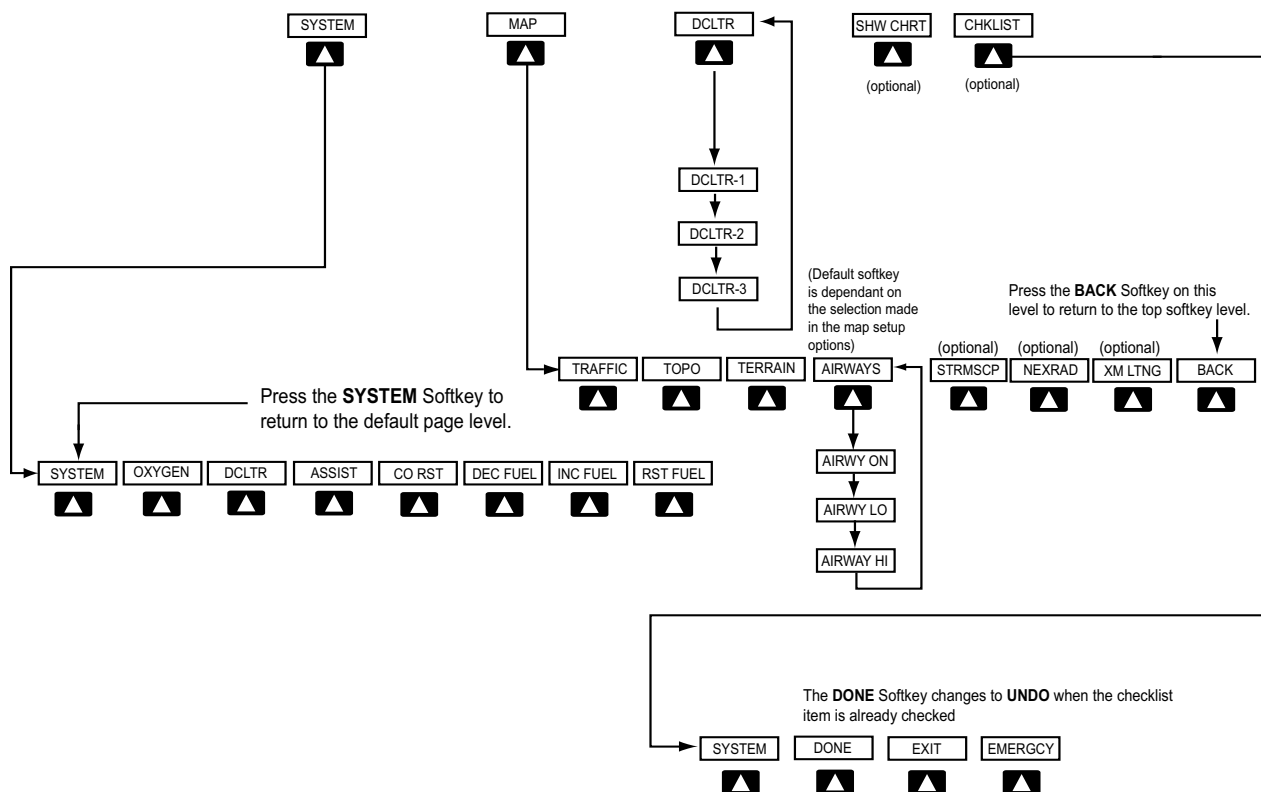 SYSTEM
MAP
DCLTR
SHW CHRT
CHKLIST
(optional)
(optional)
DCLTR-1
DCLTR-2
DCLTR-3
(Default softkey
is dependant on
the selection made
in the map setup
options)
Press the BACK Softkey on this
level to return to the top softkey level.
(optional)
(optional)
(optional)
TRAFFIC
TOPO
TERRAIN
AIRWAYS
STRMSCP
NEXRAD
XM LTNG
BACK
Press the SYSTEM Softkey to
return to the default page level.
AIRWY ON
AIRWY LO
AIRWAY HI
SYSTEM
OXYGEN
DCLTR
ASSIST
CO RST
DEC FUEL
INC FUEL
RST FUEL
The DONE Softkey changes to UNDO when the checklist
item is already checked
SYSTEM
DONE
EXIT
EMERGCY